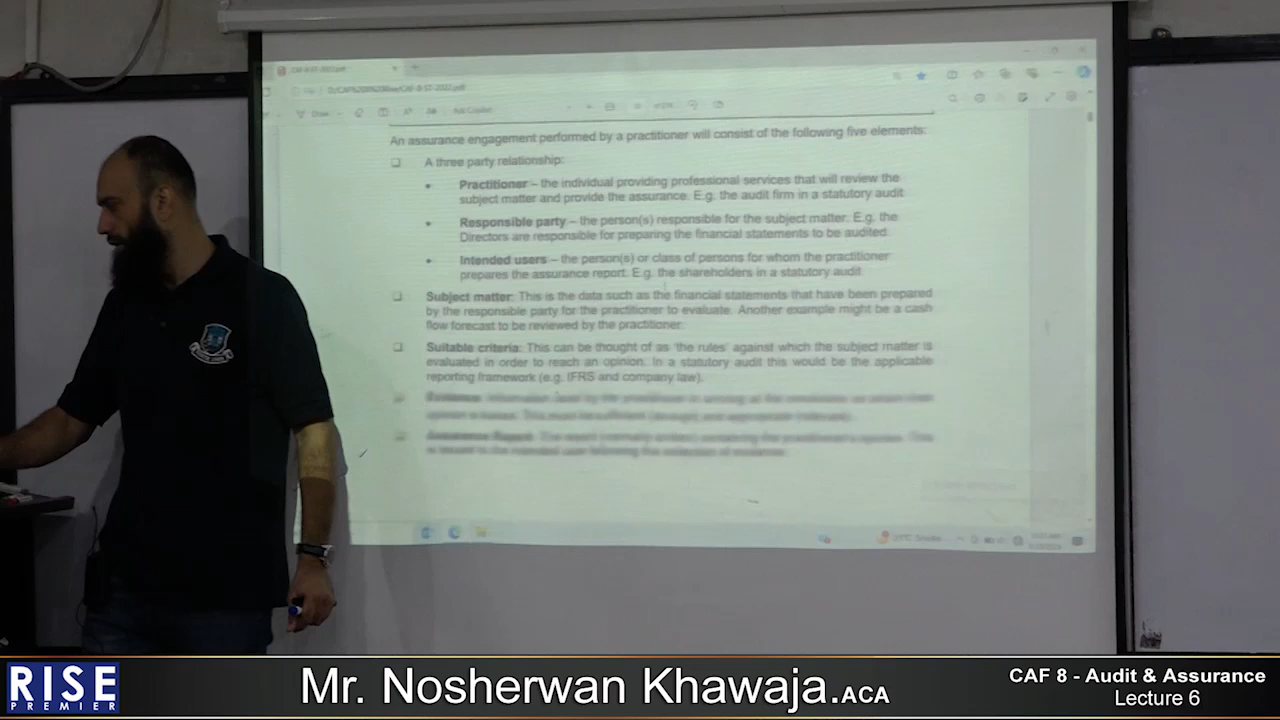 CAF-8-ST-2022.pdf
Draw
Ask Copilot
An assurance engagement performed by a practitioner will consist of the following five elements:
A three party relationship:
Practitioner – the individual providing professional services that will review the
subject matter and provide the assurance. E.g. the audit firm in a statutory audit
Responsible party – the person(s) responsible for the subject matter. E.g. the
Directors are responsible for preparing the financial statements to be audited.
Intended users – the person(s) or class of persons for whom the practitioner
prepares the assurance report. E.g. the shareholders in a statutory audit
Subject matter: This is the data such as the financial statements that have been prepared
by the responsible party for the practitioner to evaluate. Another example might be a cash
flow forecast to be reviewed by the practitioner.
Suitable criteria: This can be thought of as 'the rules' against which the subject matter is
evaluated in order to reach an opinion. In a statutory audit this would be the applicable
reporting framework (e.g. IFRS and company law).
RISE
PREMIER
Mr. Nosherwan Khawaja.ACA
CAF 8 - Audit & Assurance
Lecture 6